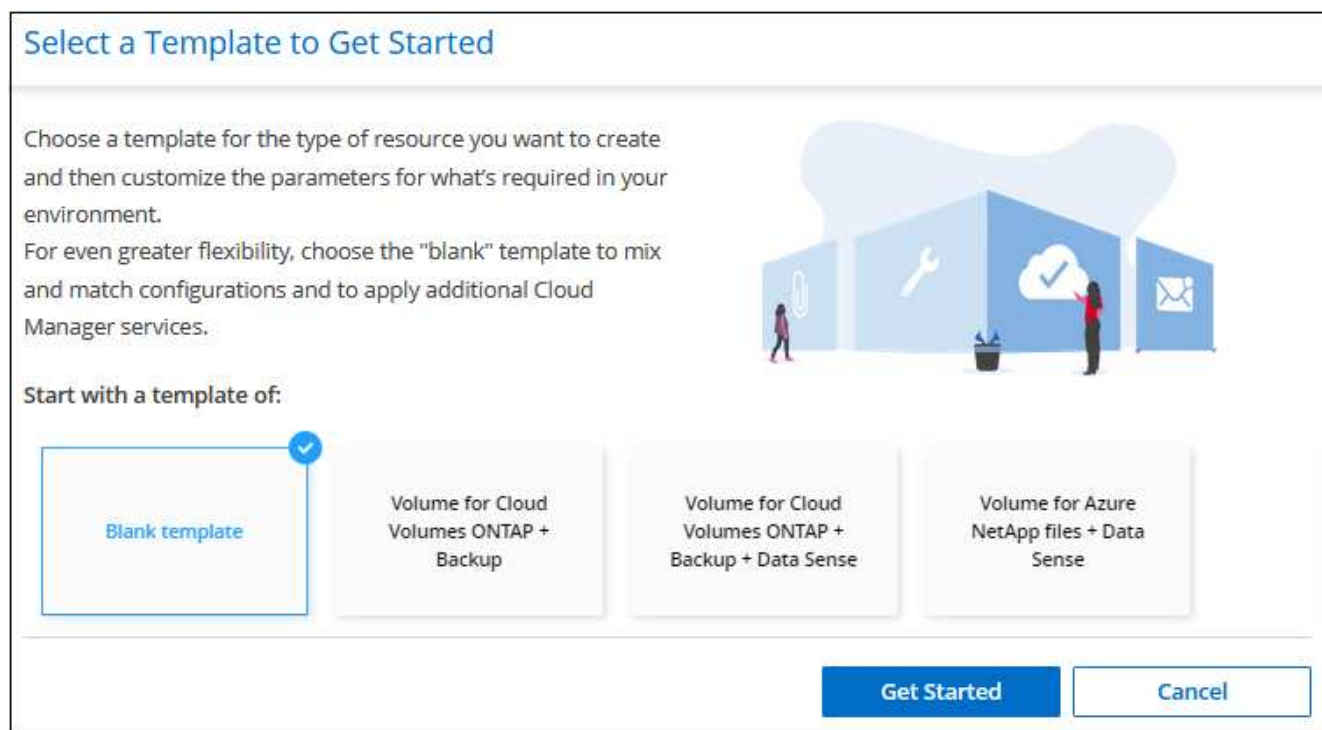 Select a Template to Get Started
Choose a template for the type of resource you want to create
and then customize the parameters for what's required in your
environment.
For even greater flexibility, choose the "blank" template to mix
and match configurations and to apply additional Cloud
Manager services.
Start with a template of:
Blank template
Volume for Cloud
Volumes ONTAP +
Backup
Volume for Cloud
Volumes ONTAP +
Backup + Data Sense
Volume for Azure
NetApp files + Data
Sense
Get Started
Cancel